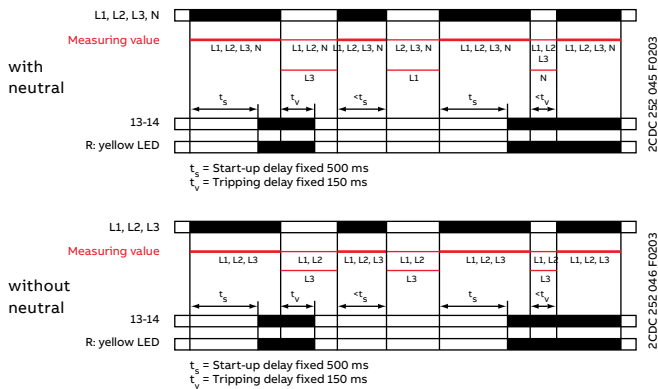 L1, L2, L3, N
Measuring value
L1, L2, L3, N L1, L2, N L1, L2, L3, N L2, L3, N L1, L2, L3, N L1, L2 L1, L2, L3, N
L3
L3 L1 N
with
neutral
ts tv <ts ts <tv
13-14
R: yellow LED
ts = Start-up delay fixed 500 ms
tv = Tripping delay fixed 150 ms
2CDC 252 045 F0203
L1, L2, L3
Measuring value
L1, L2, L3 L1, L2 L1, L2, L3 L1, L2 L1, L2, L3 L1, L2 L1, L2, L3
L3 L3 L3
without
neutral
ts tv <ts ts <tv
13-14
R: yellow LED
ts = Start-up delay fixed 500 ms
tv = Tripping delay fixed 150 ms
2CDC 252 046 F0203